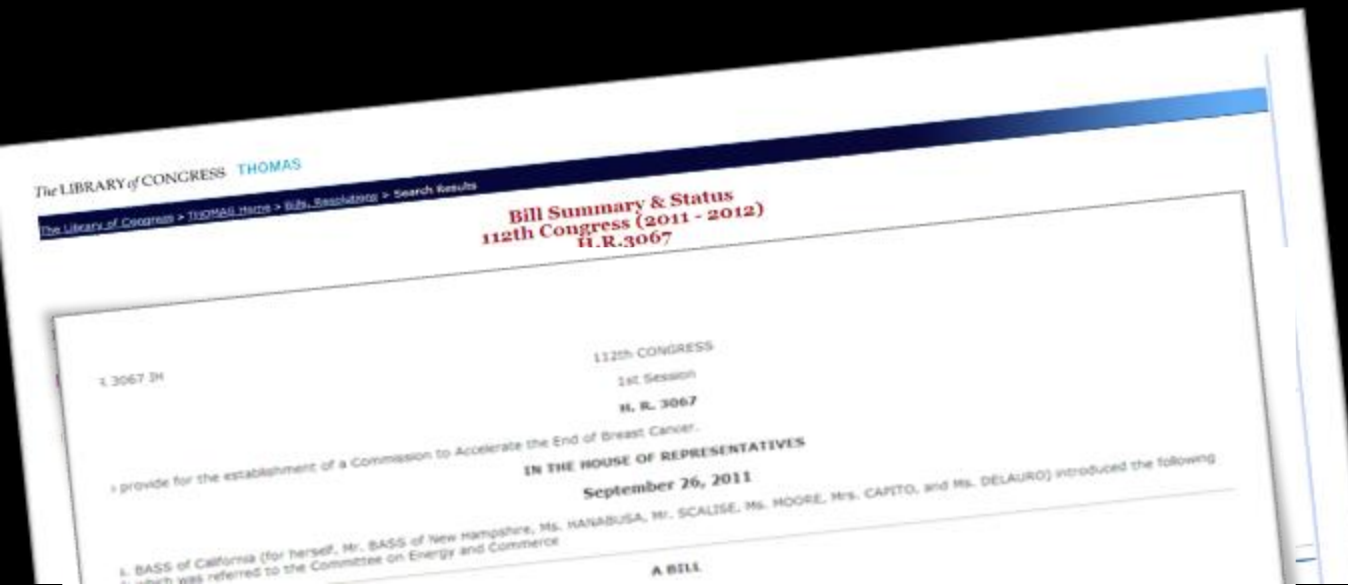 The LIBRARY of CONGRESS THOMAS
The Library of Congress > THOMAS Home > Bills, Resolutions > Search Results
Bill Summary & Status
112th Congress (2011 - 2012)
H.R.3067
112th CONGRESS
3067 IH
1st Session
H. R. 3067
provide for the establishment of a Commission to Accelerate the End of Breast Cancer.
IN THE HOUSE OF REPRESENTATIVES
September 26, 2011
BASS of California (for herself, Mr. BASS of New Hampshire, Ms. HANABUSA, Mr. SCALISE, Ms. MOORE, Mrs. CAPITO, and Ms. DELAURO) introduced the following
which was referred to the Committee on Energy and Commerce
A BILL